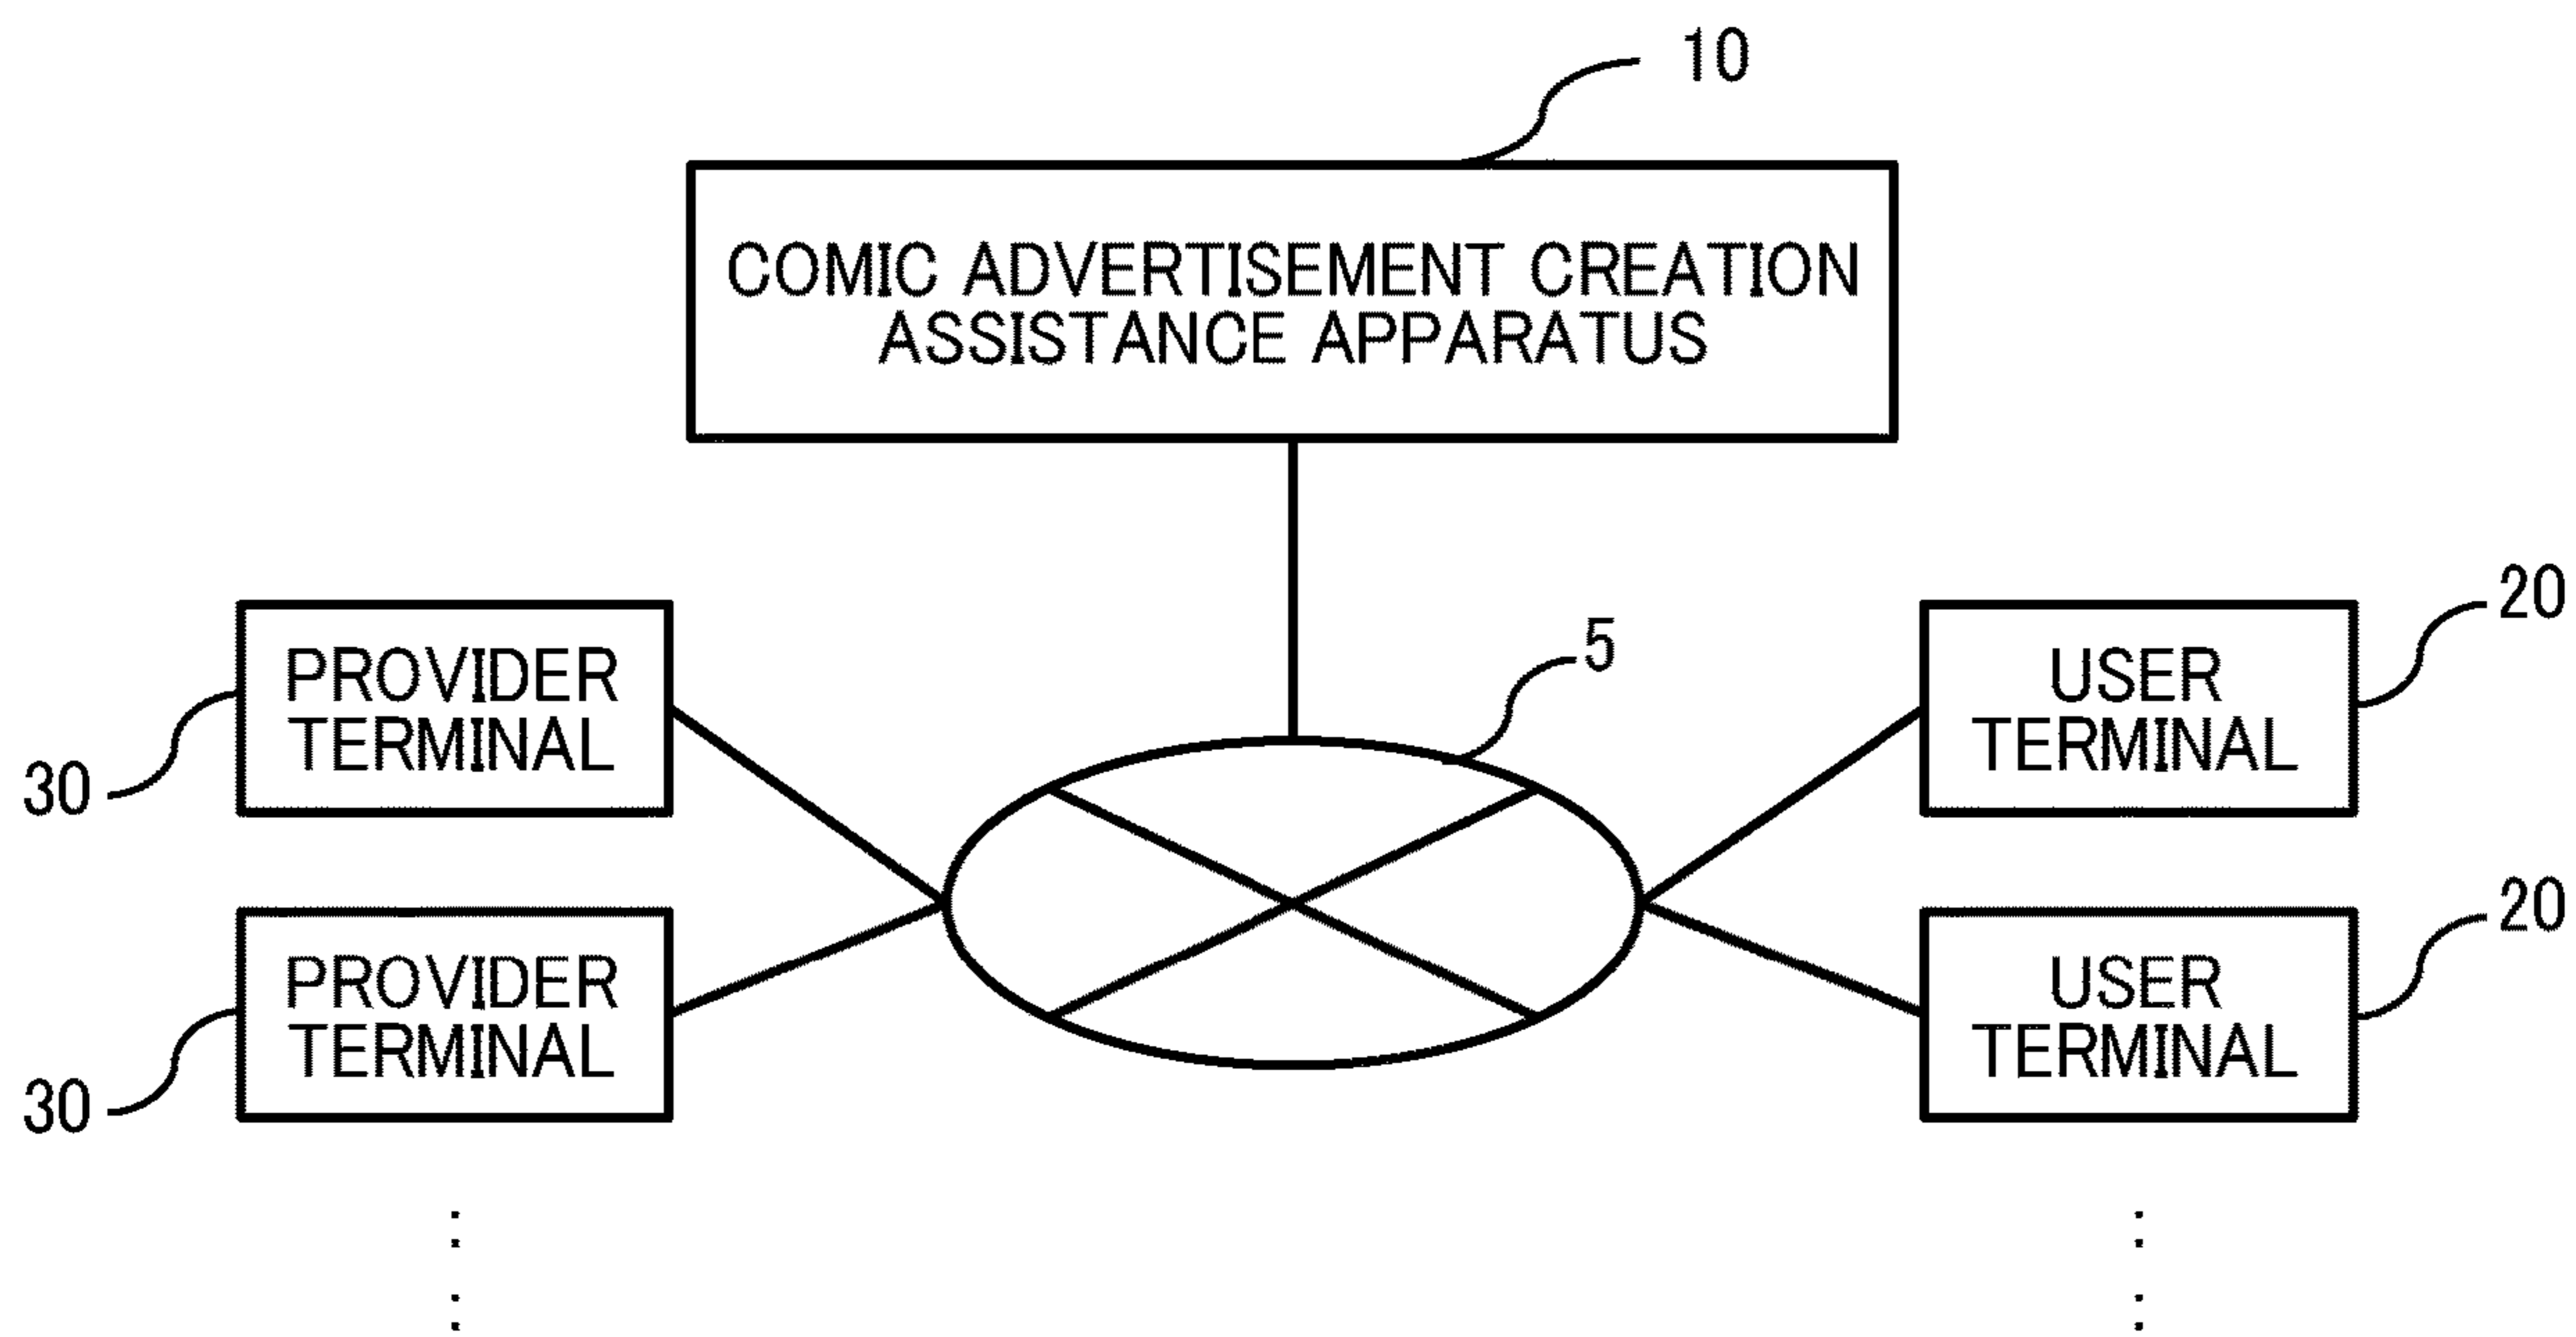 10
COMIC ADVERTISEMENT CREATION
ASSISTANCE APPARATUS
5
30
PROVIDER
TERMINAL
USER
TERMINAL
20
30
PROVIDER
TERMINAL
USER
TERMINAL
20